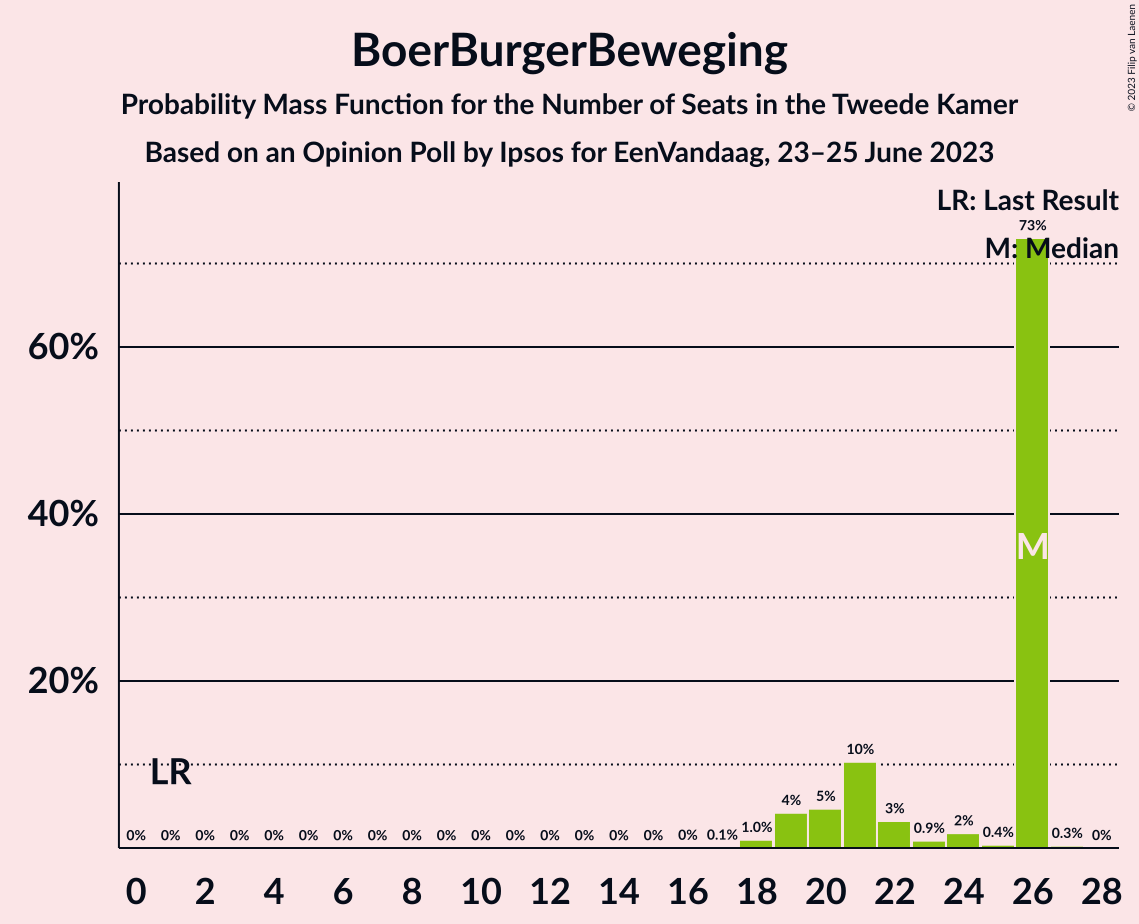 BoerBurgerBeweging
Probability Mass Function for the Number of Seats in the Tweede Kamer
Based on an Opinion Poll by Ipsos for EenVandaag, 23–25 June 2023
© 2023 Filip van Laenen
LR: Last Result
M: Median
73%
60%
40%
M
20%
LR
10%
0% 0% 0% 0% 0% 0% 0% 0% 0% 0% 0% 0% 0% 0% 0% 0% 0% 0.1% 1.0% 4% 5% 3% 0.9% 2% 0.4% 0.3% 0%
0 2 4 6 8 10 12 14 16 18 20 22 24 26 28